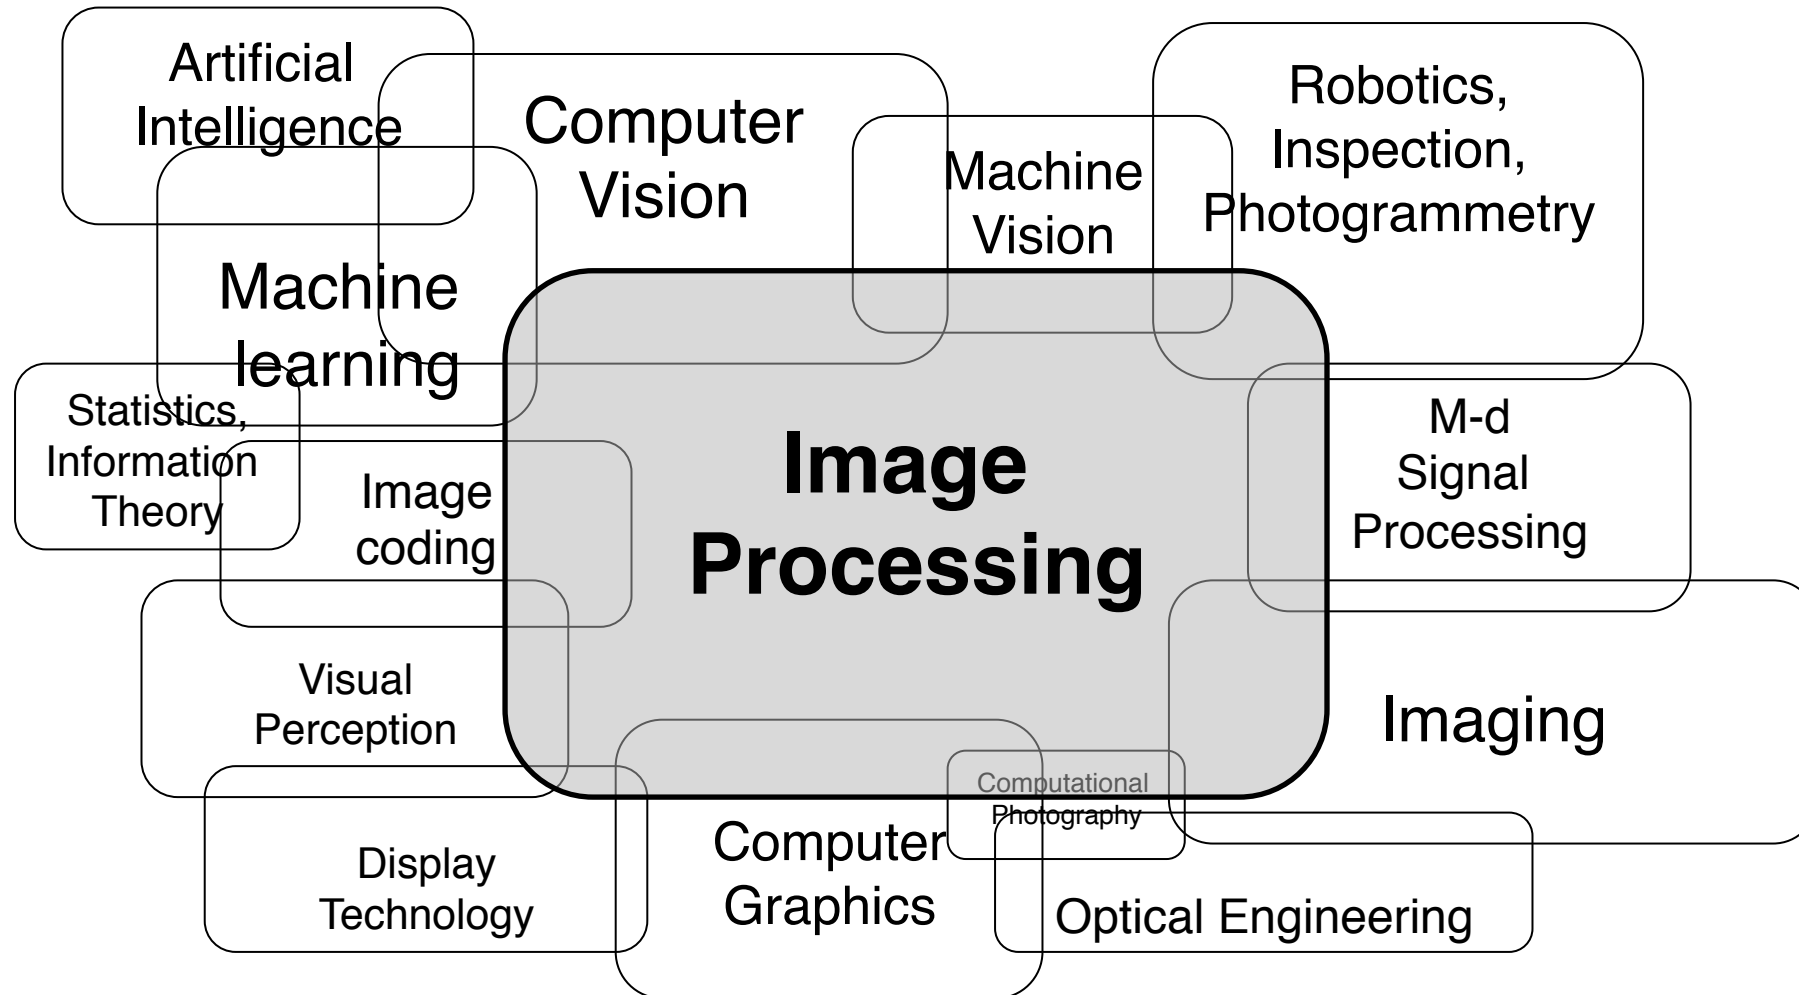 Artificial
Intelligence
Computer
Vision
Machine
Vision
Robotics,
Inspection,
Photogrammetry
Machine
learning
Statistics,
Information
Theory
Image
coding
Image
Processing
M-d
Signal
Processing
Visual
Perception
Imaging
Display
Technology
Computer
Graphics
Computational
Photography
Optical Engineering